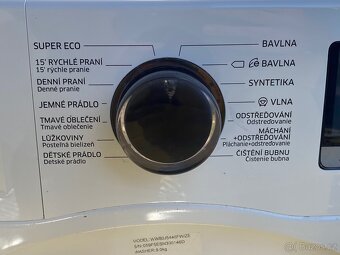 SUPER ECO
15' RYCHLÉ PRANÍ
15' rýchle pranie
DENNÍ PRANÍ
Denné pranie
JEMNÉ PRÁDLO
TMAVÉ OBLEČENÍ
Tmavé oblečenie
LŮŽKOVINY
Posteľná bielizeň
DĚTSKÉ PRÁDLO
Detské prádlo
BAVLNA
BAVLNA
SYNTETIKA
VLNA
ODSTŘEĎOVÁNÍ
Odstreďovanie
MÁCHÁNÍ
+ODSTŘEĎOVÁNÍ
Pláchanie+odstreďovanie
ČIŠTĚNÍ BUBNU
Čistenie bubna
MODEL: